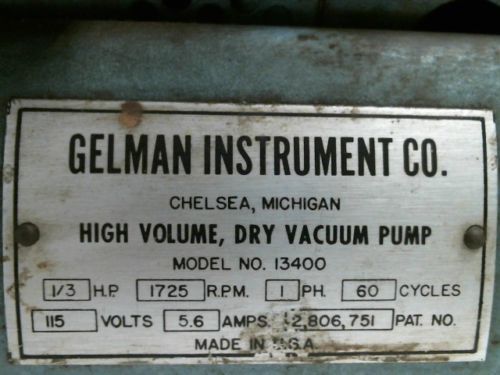 GELMAN INSTRUMENT CO.
CHELSEA, MICHIGAN
HIGH VOLUME, DRY VACUUM PUMP
MODEL NO. 13400
1/3 H.P. 1725 R.P.M. 1 PH. 60 CYCLES
115 VOLTS 5.6 AMPS. 2,806,751 PAT. NO.
MADE IN U.S.A.